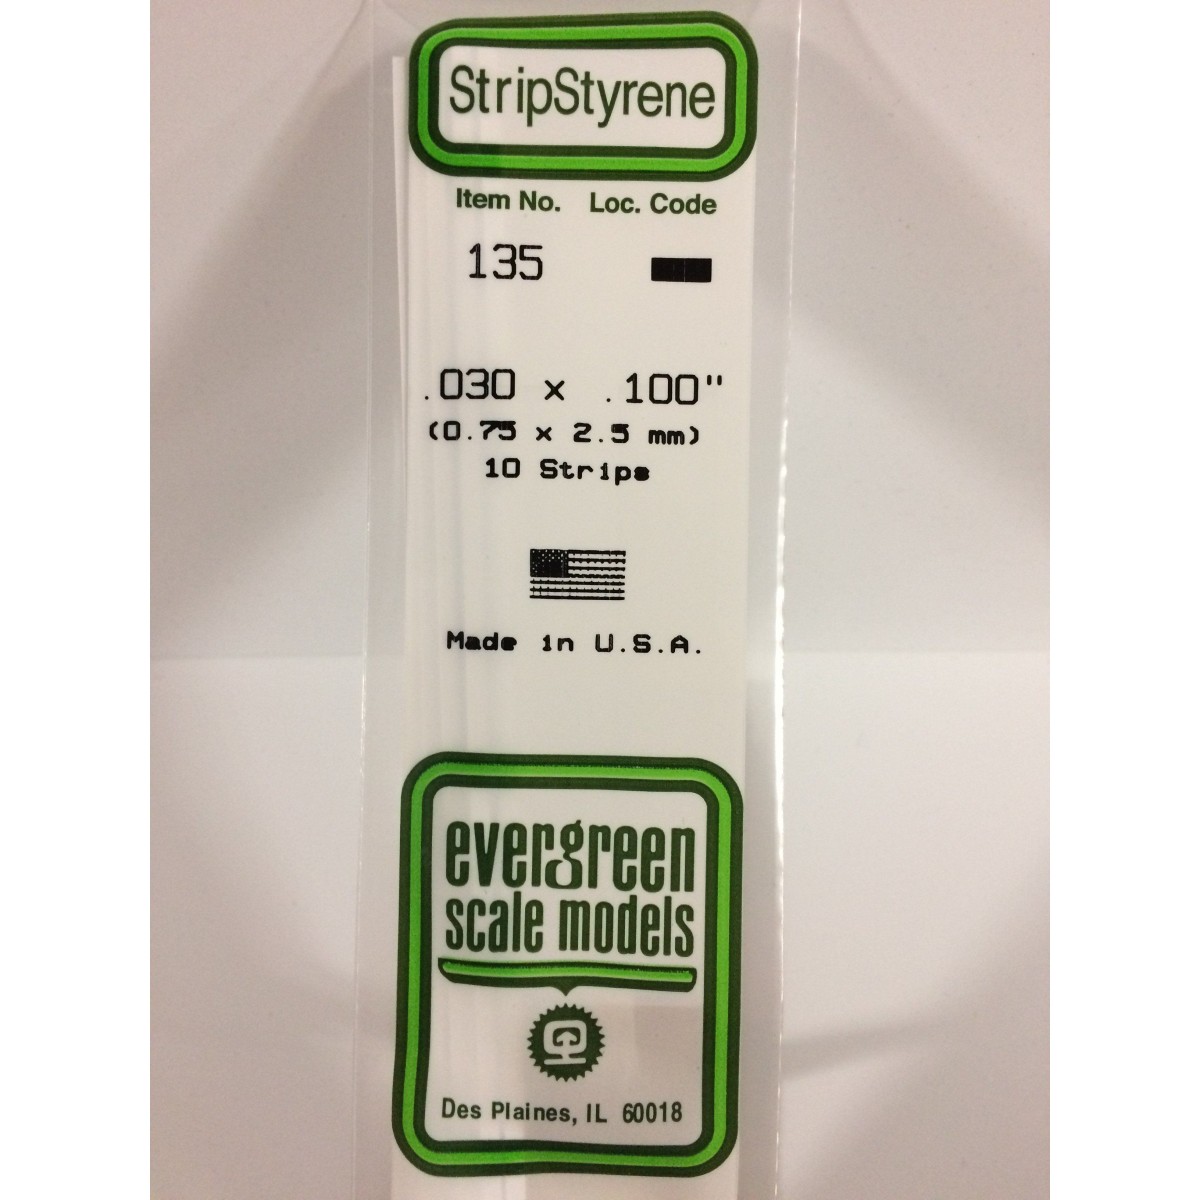 StripStyrene
Item No. Loc. Code
135
.030 x .100"
(0.75 x 2.5 mm)
10 Strips
Made in U.S.A.
evergreen
scale models
Des Plaines, IL 60018